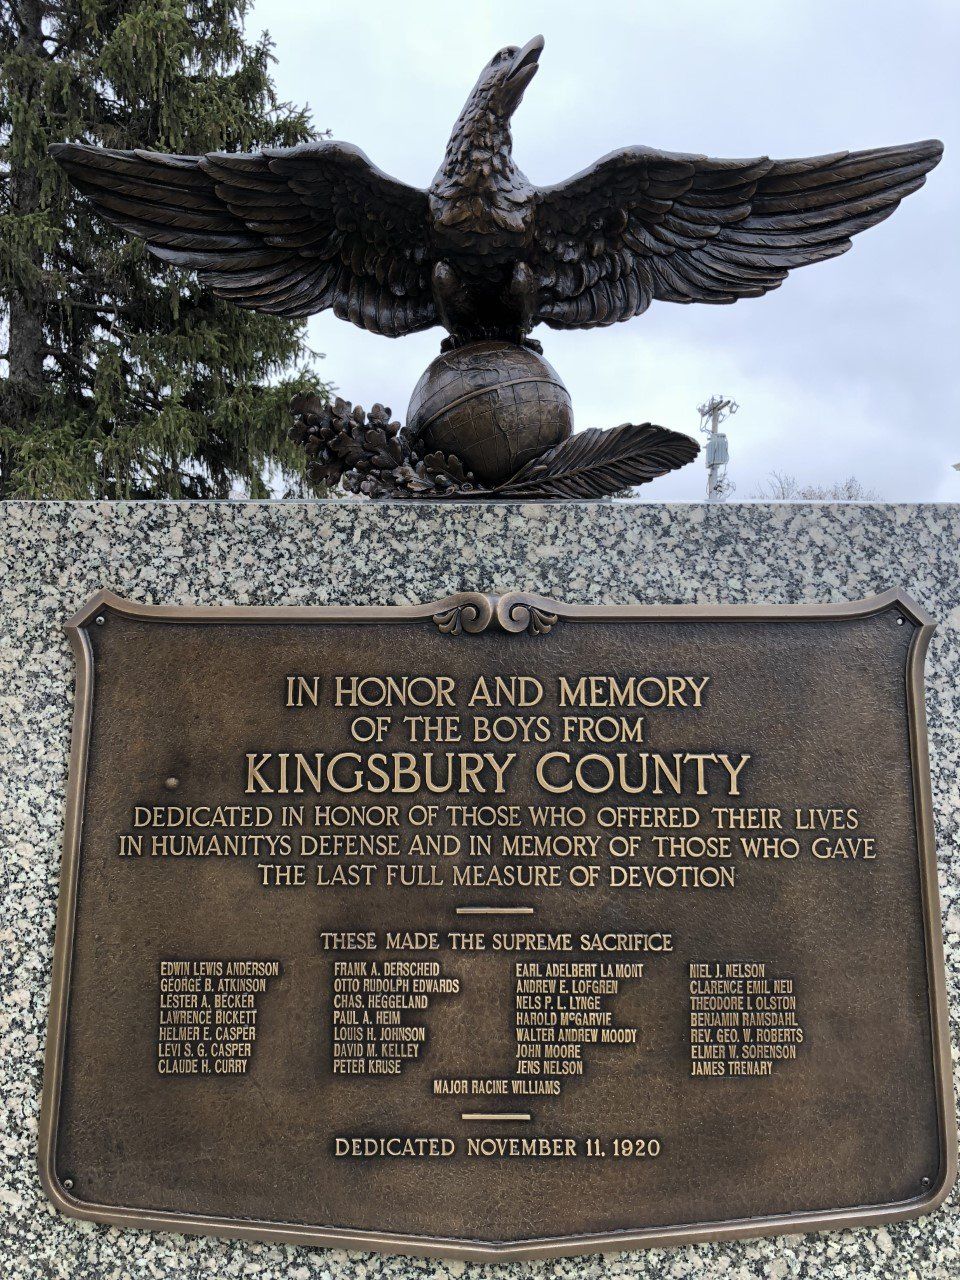 IN HONOR AND MEMORY
OF THE BOYS FROM
KINGSBURY COUNTY
DEDICATED IN HONOR OF THOSE WHO OFFERED THEIR LIVES
IN HUMANITYS DEFENSE AND IN MEMORY OF THOSE WHO GAVE
THE LAST FULL MEASURE OF DEVOTION
THESE MADE THE SUPREME SACRIFICE
EDWIN LEWIS ANDERSON
GEORGE B. ATKINSON
LESTER A. BECKER
LAWRENCE BICKETT
HELMER E. CASPER
LEVI S. G. CASPER
CLAUDE H. CURRY
FRANK A. DERSCHEID
OTTO RUDOLPH EDWARDS
CHAS. HEGGELAND
PAUL A. HEIM
LOUIS H. JOHNSON
DAVID M. KELLEY
PETER KRUSE
EARL ADELBERT LA MONT
ANDREW E. LOFGREN
NELS P. L. LYNGE
HAROLD McGARVIE
WALTER ANDREW MOODY
JOHN MOORE
JENS NELSON
NIEL J. NELSON
CLARENCE EMIL NEU
THEODORE I. OLSTON
BENJAMIN RAMSDAHL
REV. GEO. W. ROBERTS
ELMER W. SORENSON
JAMES TRENARY
MAJOR RACINE WILLIAMS
DEDICATED NOVEMBER 11, 1920